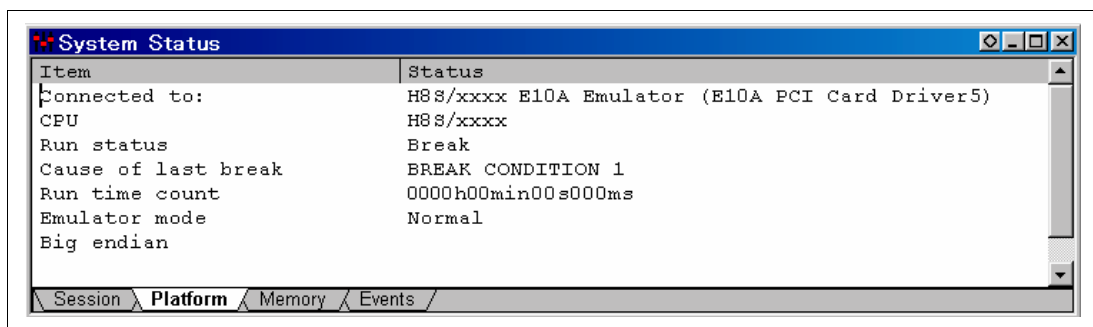 System Status
Item Status
Connected to: H8S/xxxx E10A Emulator (E10A PCI Card Driver5)
CPU H8S/xxxx
Run status Break
Cause of last break BREAK CONDITION 1
Run time count 0000h00min00s000ms
Emulator mode Normal
Big endian
Session Platform Memory Events